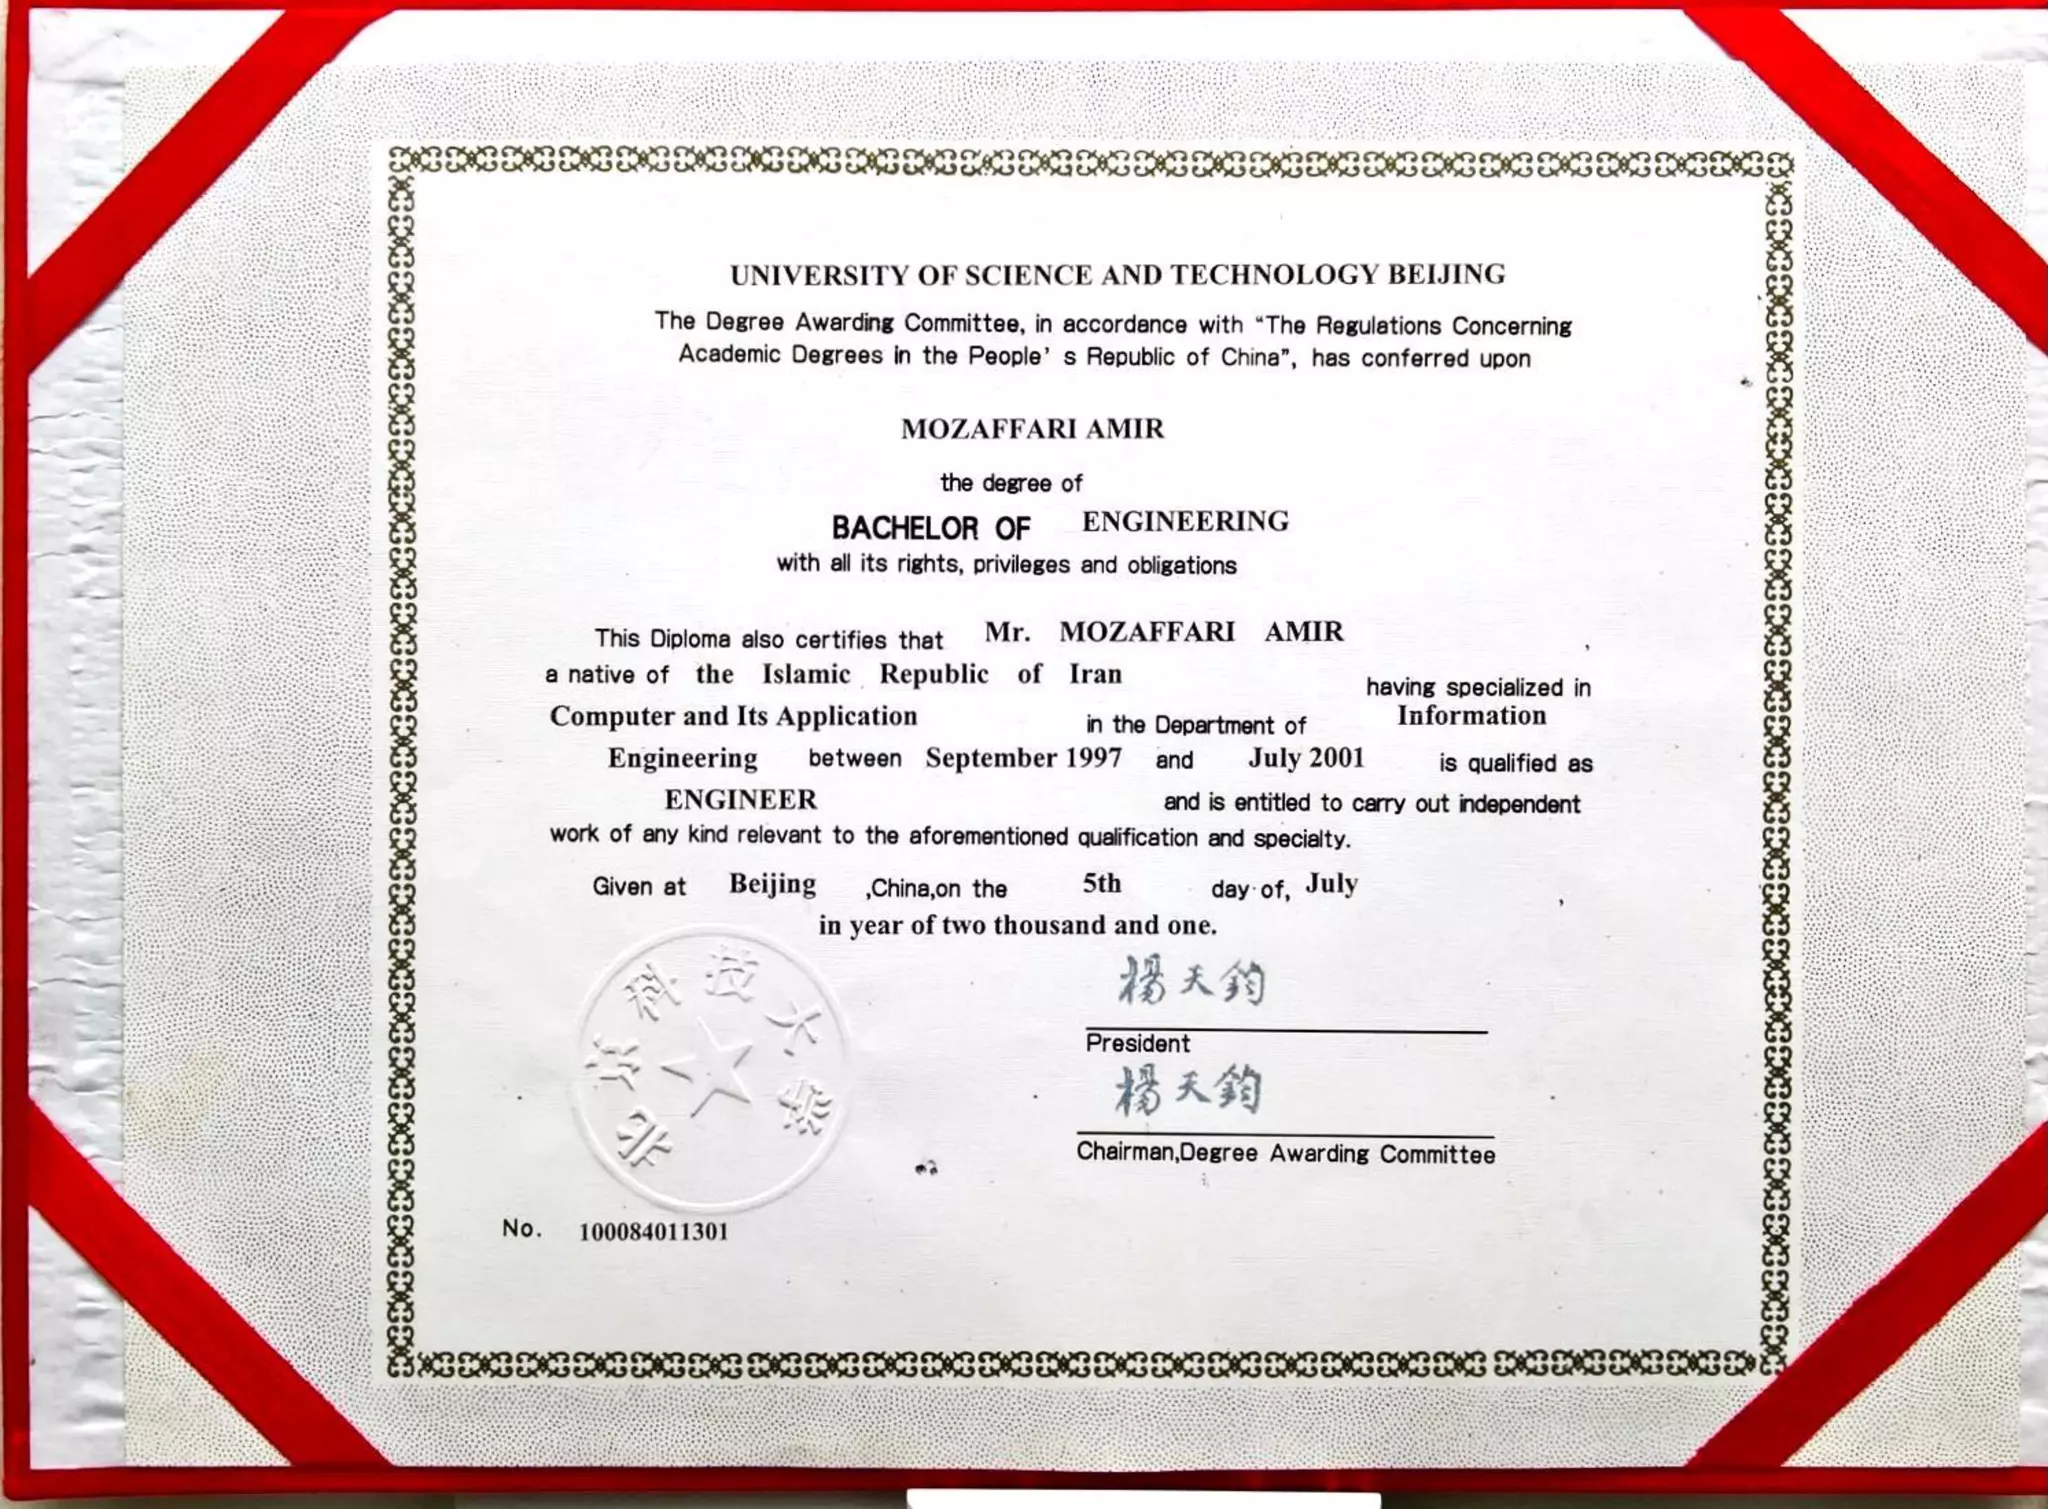 UNIVERSITY OF SCIENCE AND TECHNOLOGY BEIJING
The Degree Awarding Committee, in accordance with “The Regulations Concerning
Academic Degrees in the People’ s Republic of China”, has conferred upon
MOZAFFARI AMIR
the degree of
BACHELOR OF ENGINEERING
with all its rights, privileges and obligations
This Diploma also certifies that Mr. MOZAFFARI AMIR ,
a native of the Islamic Republic of Iran having specialized in
Computer and Its Application in the Department of Information
Engineering between September 1997 and July 2001 is qualified as
ENGINEER and is entitled to carry out independent
work of any kind relevant to the aforementioned qualification and specialty.
Given at Beijing ,China,on the 5th day of, July ,
in year of two thousand and one.
北京科技大学
楊天鈞
President
楊天鈞
Chairman,Degree Awarding Committee
No. 100084011301